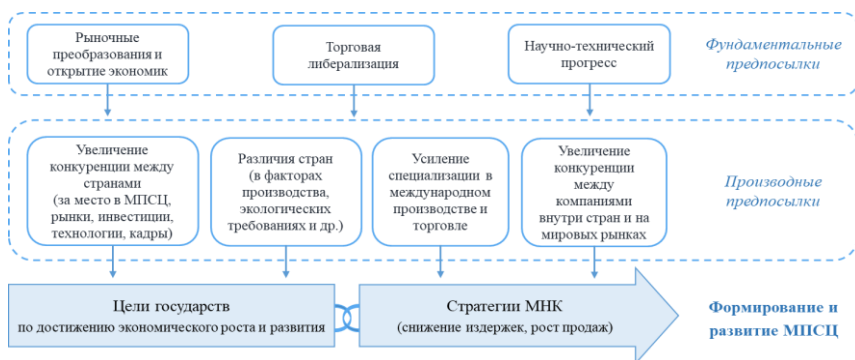 Рыночные
преобразования и
открытие экономик
Торговая
либерализация
Научно-технический
прогресс
Фундаментальные
предпосылки
Увеличение
конкуренции между
странами
(за место в МПСЦ,
рынки, инвестиции,
технологии, кадры)
Различия стран
(в факторах
производства,
экологических
требованиях и др.)
Усиление
специализации в
международном
производстве и
торговле
Увеличение
конкуренции
между
компаниями
внутри стран и на
мировых рынках
Производные
предпосылки
Цели государств
по достижению экономического роста и развития
Стратегии МНК
(снижение издержек, рост продаж)
Формирование и
развитие МПСЦ